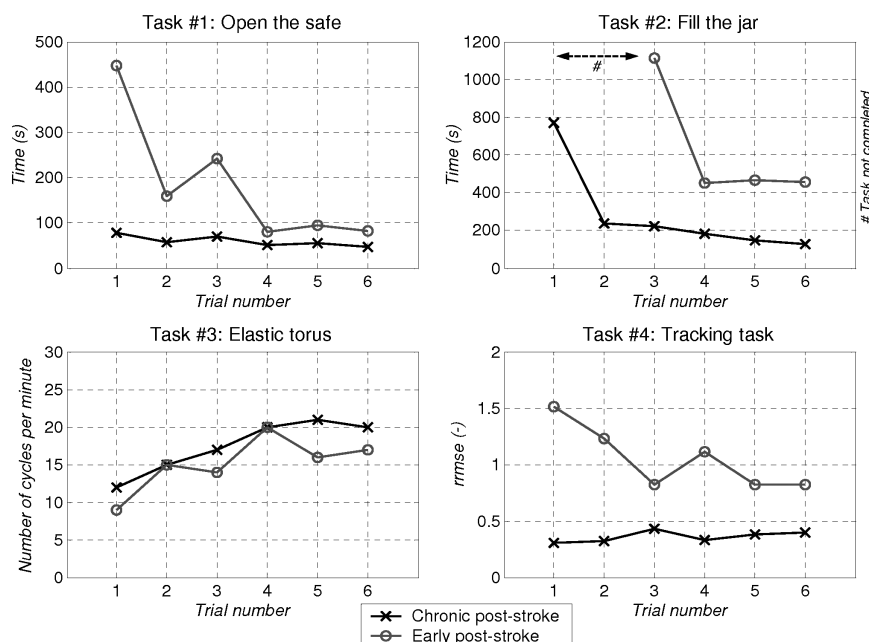 Task #1: Open the safe
500
400
300
200
100
0
Time (s)
1 2 3 4 5 6
Trial number
Task #2: Fill the jar
1200
1000
800
600
400
200
0
Time (s)
#
1 2 3 4 5 6
Trial number
# Task not completed
Task #3: Elastic torus
30
25
20
15
10
5
0
Number of cycles per minute
1 2 3 4 5 6
Trial number
Task #4: Tracking task
2
1.5
1
0.5
0
rrmse (-)
1 2 3 4 5 6
Trial number
Chronic post-stroke
Early post-stroke